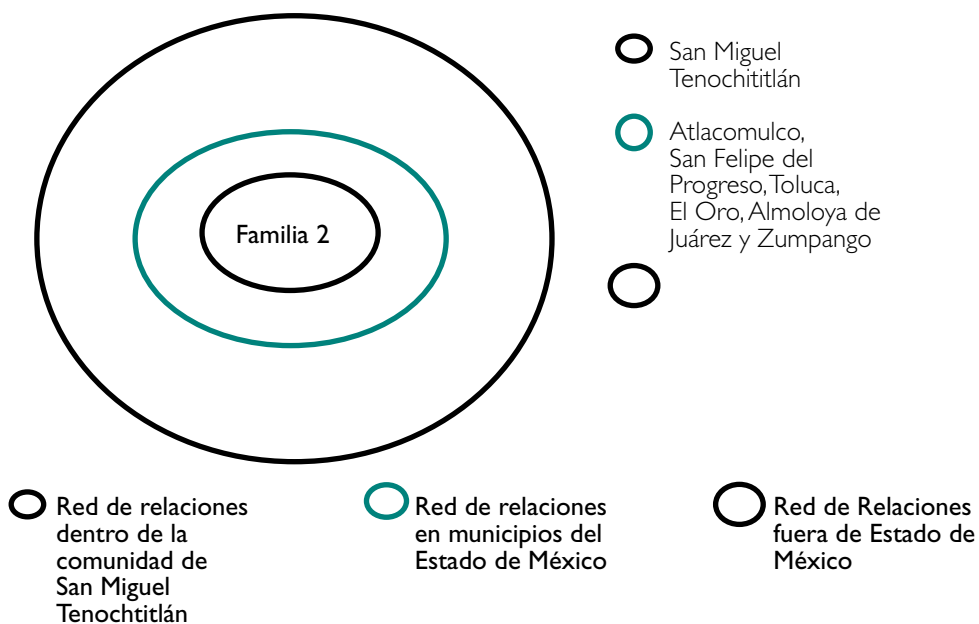 San Miguel
Tenochititlán
Atlacomulco,
San Felipe del
Progreso, Toluca,
El Oro, Almoloya de
Juárez y Zumpango
Familia 2
Red de relaciones
dentro de la
comunidad de
San Miguel
Tenochtitlán
Red de relaciones
en municipios del
Estado de México
Red de Relaciones
fuera de Estado de
México